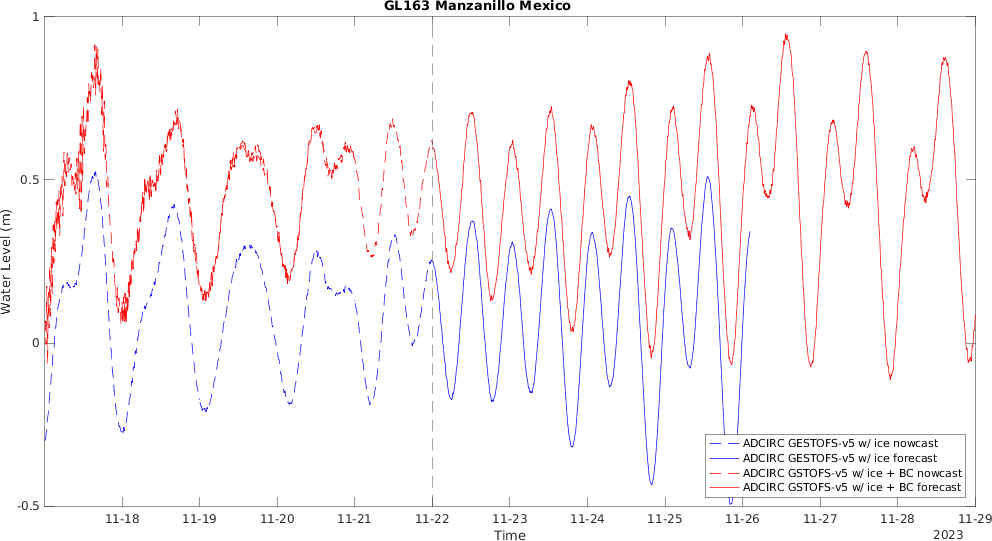 GL163 Manzanillo Mexico
Water Level (m)
1
0.5
0
-0.5
ADCIRC GESTOFS-v5 w/ ice nowcast
ADCIRC GESTOFS-v5 w/ ice forecast
ADCIRC GSTOFS-v5 w/ ice + BC nowcast
ADCIRC GSTOFS-v5 w/ ice + BC forecast
11-18 11-19 11-20 11-21 11-22 11-23 11-24 11-25 11-26 11-27 11-28 11-29
Time
2023